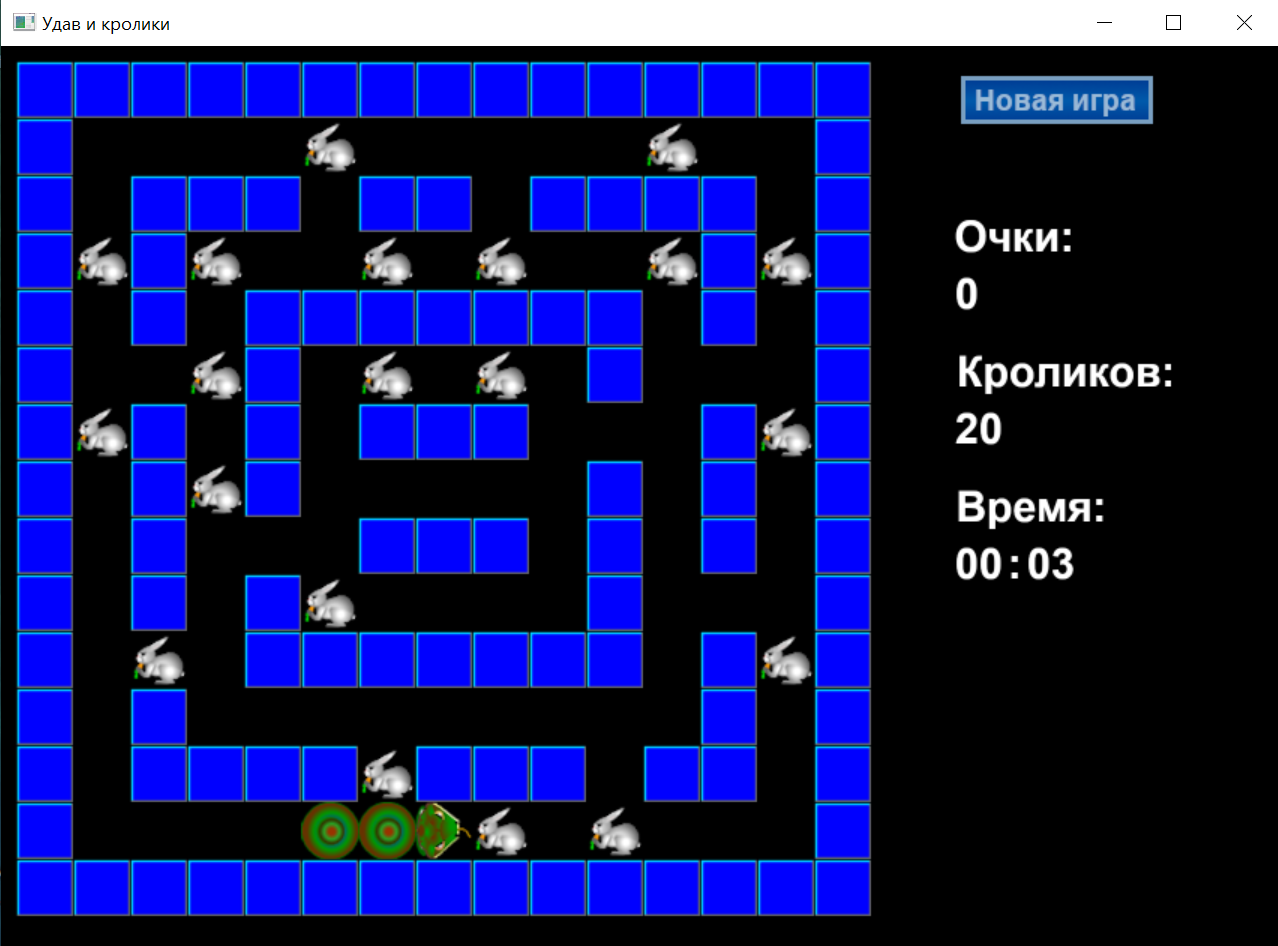 Удав и кролики
Новая игра
Очки:
0
Кроликов:
20
Время:
00:03